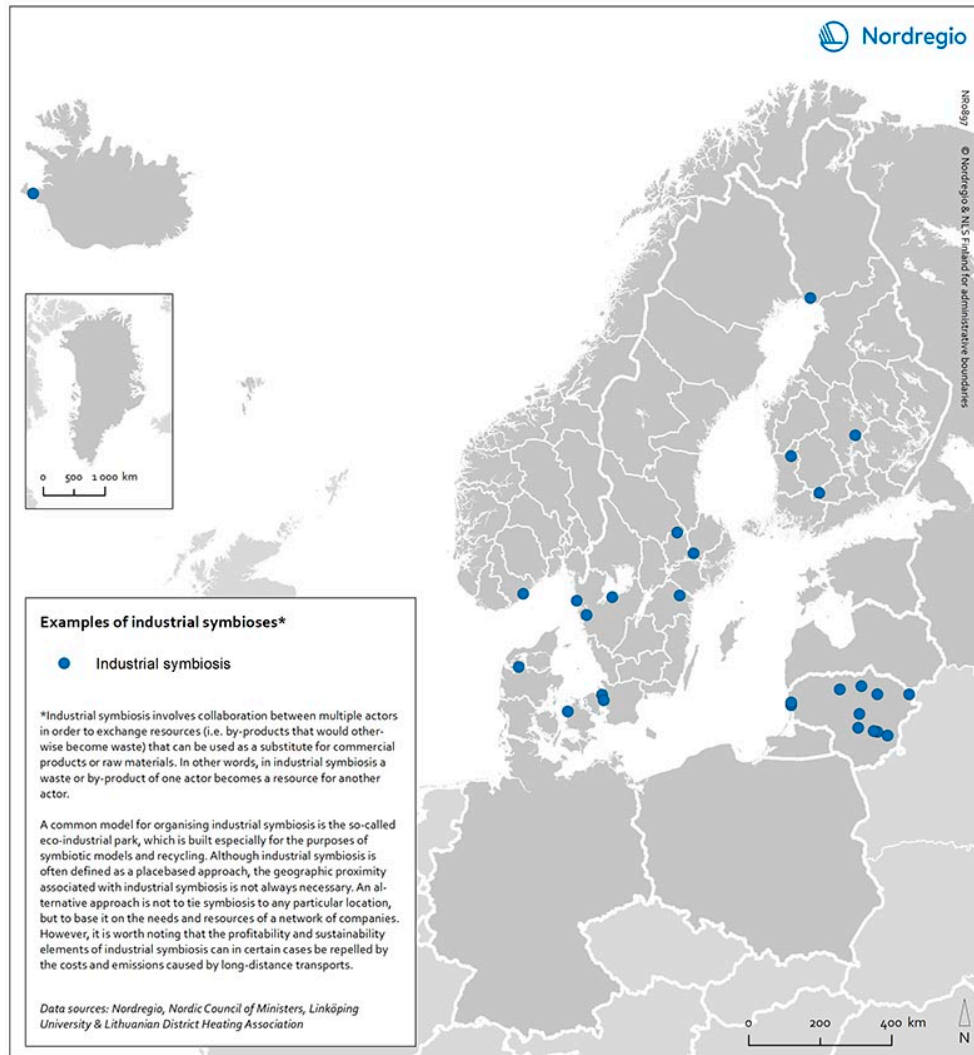 Nordregio
NR0897 © Nordregio & NLS Finland for administrative boundaries
0 500 1 000 km
Examples of industrial symbioses*
Industrial symbiosis
*Industrial symbiosis involves collaboration between multiple actors
in order to exchange resources (i.e. by-products that would other-
wise become waste) that can be used as a substitute for commercial
products or raw materials. In other words, in industrial symbiosis a
waste or by-product of one actor becomes a resource for another
actor.
A common model for organising industrial symbiosis is the so-called
eco-industrial park, which is built especially for the purposes of
symbiotic models and recycling. Although industrial symbiosis is
often defined as a placebased approach, the geographic proximity
associated with industrial symbiosis is not always necessary. An al-
ternative approach is not to tie symbiosis to any particular location,
but to base it on the needs and resources of a network of companies.
However, it is worth noting that the profitability and sustainability
elements of industrial symbiosis can in certain cases be repelled by
the costs and emissions caused by long-distance transports.
Data sources: Nordregio, Nordic Council of Ministers, Linköping
University & Lithuanian District Heating Association
0 200 400 km
N